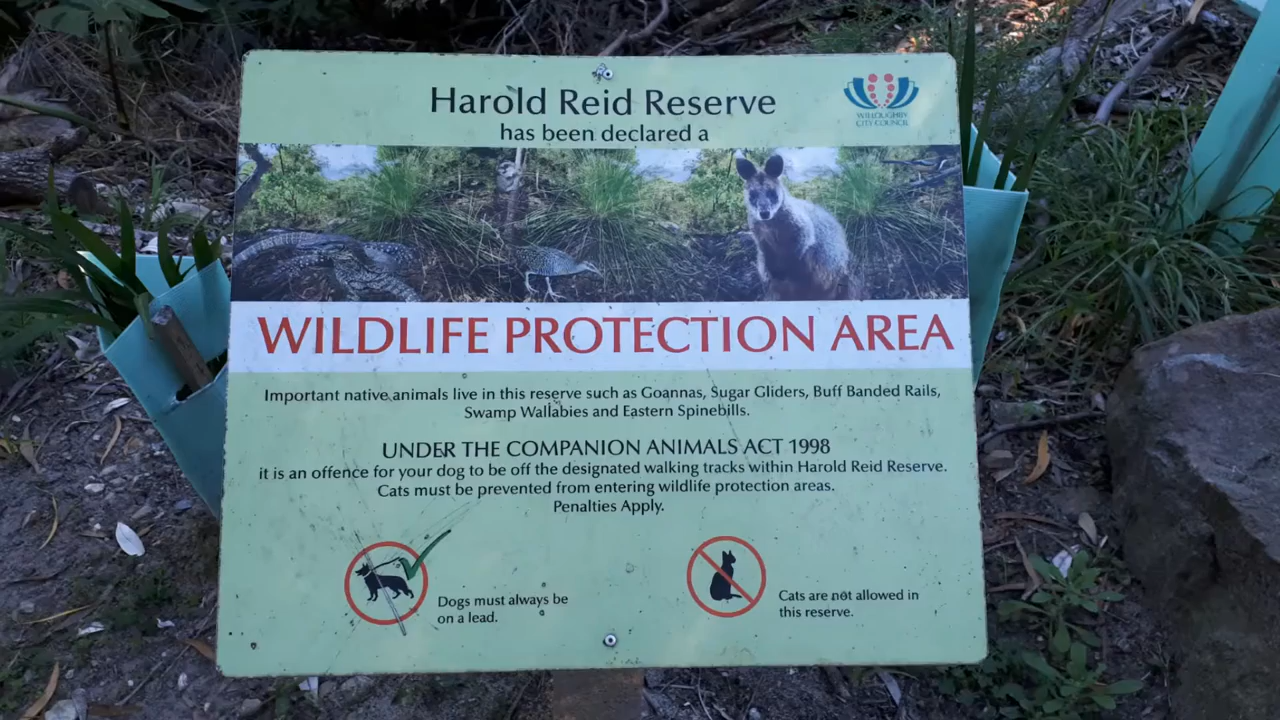 Harold Reid Reserve
has been declared a
WILLOUGHBY
CITY COUNCIL
WILDLIFE PROTECTION AREA
Important native animals live in this reserve such as Goannas, Sugar Gliders, Buff Banded Rails,
Swamp Wallabies and Eastern Spinebills.
UNDER THE COMPANION ANIMALS ACT 1998
it is an offence for your dog to be off the designated walking tracks within Harold Reid Reserve.
Cats must be prevented from entering wildlife protection areas.
Penalties Apply.
Dogs must always be
on a lead.
Cats are not allowed in
this reserve.